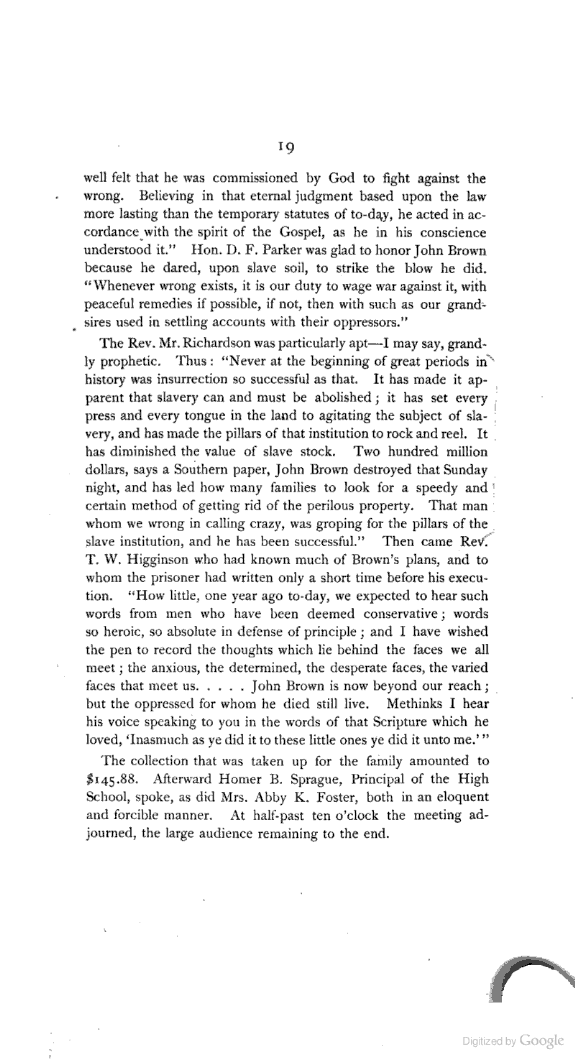 19
well felt that he was commissioned by God to fight against the
wrong. Believing in that eternal judgment based upon the law
more lasting than the temporary statutes of to-day, he acted in ac-
cordance with the spirit of the Gospel, as he in his conscience
understood it." Hon. D. F. Parker was glad to honor John Brown
because he dared, upon slave soil, to strike the blow he did.
"Whenever wrong exists, it is our duty to wage war against it, with
peaceful remedies if possible, if not, then with such as our grand-
sires used in settling accounts with their oppressors."
The Rev. Mr. Richardson was particularly apt—I may say, grand-
ly prophetic. Thus : "Never at the beginning of great periods in
history was insurrection so successful as that. It has made it ap-
parent that slavery can and must be abolished ; it has set every
press and every tongue in the land to agitating the subject of sla-
very, and has made the pillars of that institution to rock and reel. It
has diminished the value of slave stock. Two hundred million
dollars, says a Southern paper, John Brown destroyed that Sunday
night, and has led how many families to look for a speedy and
certain method of getting rid of the perilous property. That man
whom we wrong in calling crazy, was groping for the pillars of the
slave institution, and he has been successful." Then came Rev.
T. W. Higginson who had known much of Brown's plans, and to
whom the prisoner had written only a short time before his execu-
tion. "How little, one year ago to-day, we expected to hear such
words from men who have been deemed conservative ; words
so heroic, so absolute in defense of principle ; and I have wished
the pen to record the thoughts which lie behind the faces we all
meet ; the anxious, the determined, the desperate faces, the varied
faces that meet us. . . . . John Brown is now beyond our reach ;
but the oppressed for whom he died still live. Methinks I hear
his voice speaking to you in the words of that Scripture which he
loved, 'Inasmuch as ye did it to these little ones ye did it unto me.'"
The collection that was taken up for the family amounted to
$145.88. Afterward Homer B. Sprague, Principal of the High
School, spoke, as did Mrs. Abby K. Foster, both in an eloquent
and forcible manner. At half-past ten o'clock the meeting ad-
journed, the large audience remaining to the end.
Digitized by Google